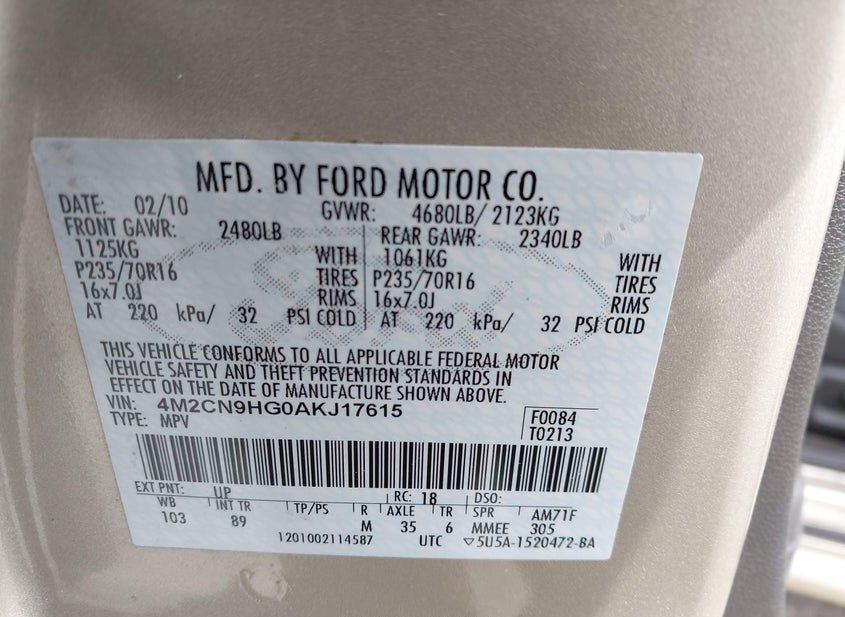 MFD. BY FORD MOTOR CO.
DATE: 02/10 GVWR: 4680LB/ 2123KG
FRONT GAWR: 2480LB REAR GAWR: 2340LB
1125KG WITH 1061KG WITH
P235/70R16 TIRES P235/70R16 TIRES
16x7.0J RIMS 16x7.0J RIMS
AT 220 kPa/ 32 PSI COLD AT 220 kPa/ 32 PSI COLD
THIS VEHICLE CONFORMS TO ALL APPLICABLE FEDERAL MOTOR
VEHICLE SAFETY AND THEFT PREVENTION STANDARDS IN
EFFECT ON THE DATE OF MANUFACTURE SHOWN ABOVE.
VIN: 4M2CN9HG0AKJ17615 F0084
TYPE: MPV T0213
EXT PNT: UP RC: 18 DSO:
WB INT TR TP/PS R AXLE TR SPR AM71F
103 89 M 35 6 MMEE 305
1201002114587 UTC ▽5U5A-1520472-BA